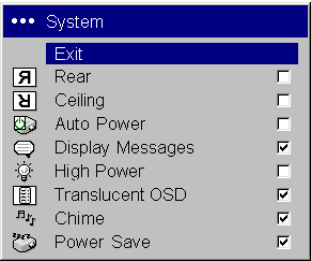 ••• System
Exit
Rear
Ceiling
Auto Power
Display Messages
High Power
Translucent OSD
Chime
Power Save